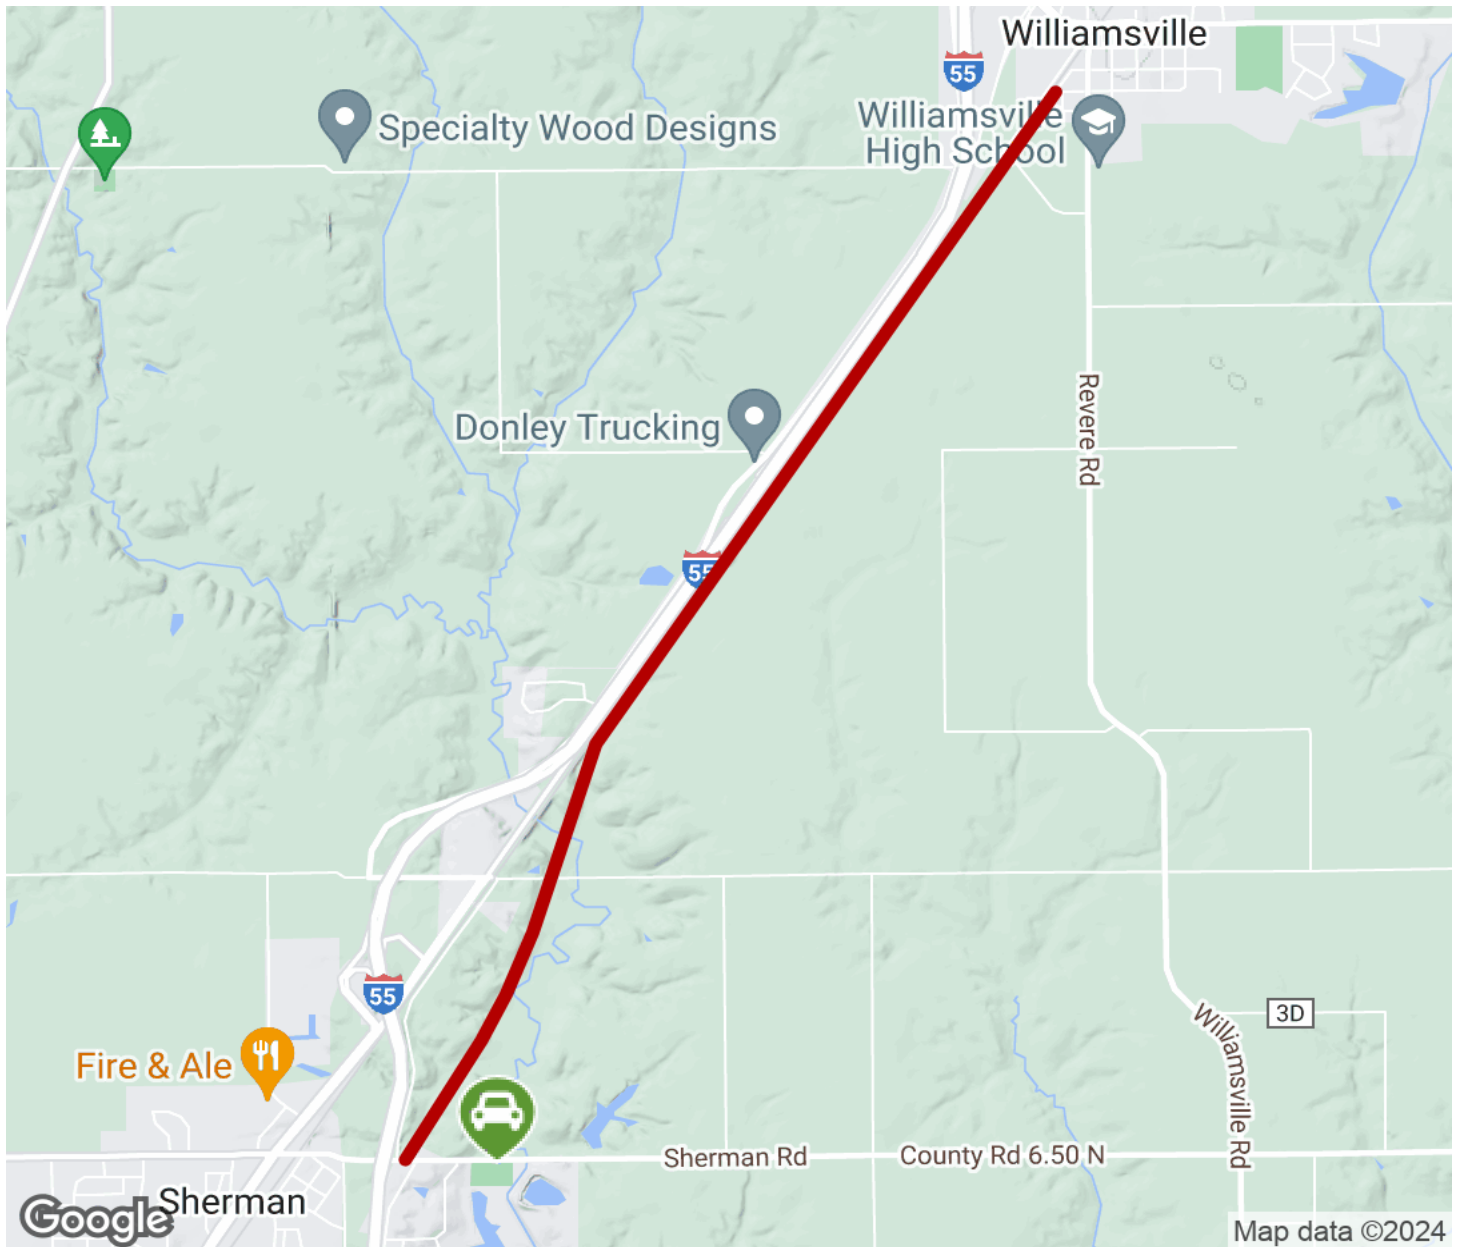 Williamsville
55
Specialty Wood Designs
Williamsville
High School
Donley Trucking
Revere Rd
55
55
3D
Williamsville Rd
Fire & Ale
Sherman Rd
County Rd 6.50 N
Sherman
Google
Map data ©2024